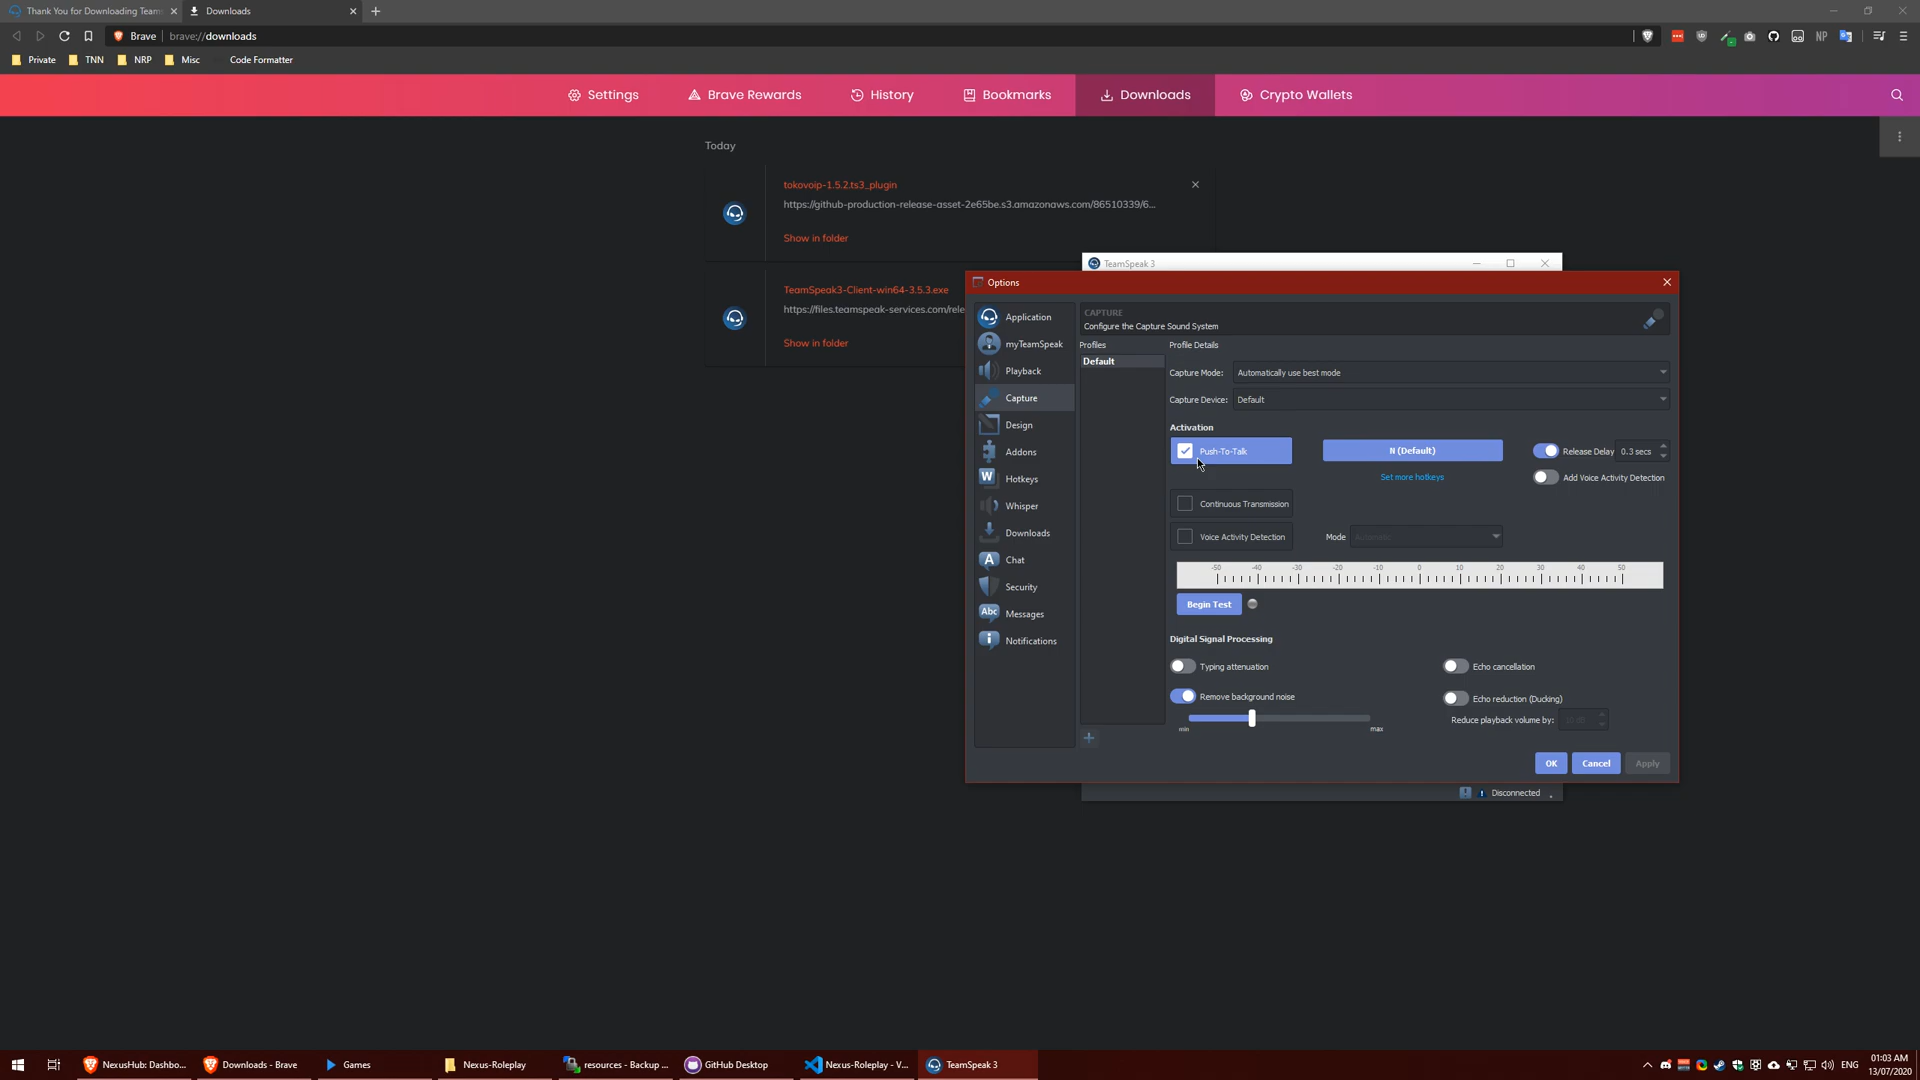 Thank You for Downloading Team
Downloads
Brave
brave://downloads
Private
TNN
NRP
Misc
Code Formatter
NP
Settings
Brave Rewards
History
Bookmarks
Downloads
Crypto Wallets
Today
tokovoip-1.5.2.ts3_plugin
https://github-production-release-asset-2e65be.s3.amazonaws.com/86510339/6...
Show in folder
TeamSpeak3-Client-win64-3.5.3.exe
https://files.teamspeak-services.com/rele
Show in folder
TeamSpeak 3
Options
Application
myTeamSpeak
Playback
Capture
Design
Addons
Hotkeys
Whisper
Downloads
Chat
Security
Messages
Notifications
CAPTURE
Configure the Capture Sound System
Profiles
Default
Profile Details
Capture Mode: Automatically use best mode
Capture Device: Default
Activation
Push-To-Talk
N (Default)
Release Delay 0.3 secs
Set more hotkeys
Add Voice Activity Detection
Continuous Transmission
Voice Activity Detection
Mode Automatic
-50 -40 -30 -20 -10 0 10 20 30 40 50
Begin Test
Digital Signal Processing
Typing attenuation
Echo cancellation
Remove background noise
Echo reduction (Ducking)
Reduce playback volume by:
min max
OK
Cancel
Apply
Disconnected
NexusHub: Dashbo...
Downloads - Brave
Games
Nexus-Roleplay
resources - Backup ...
GitHub Desktop
Nexus-Roleplay - V...
TeamSpeak 3
ENG
01:03 AM
13/07/2020